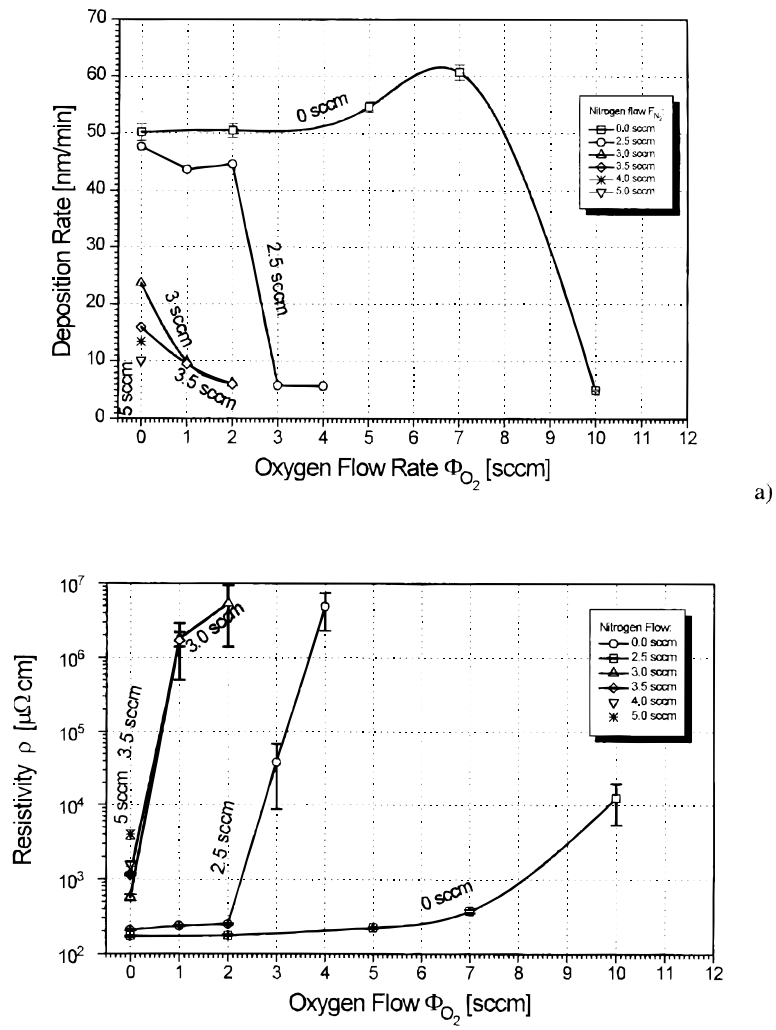 70
60
50
40
30
20
10
0
Deposition Rate [nm/min]
0 sccm
2.5 sccm
3 sccm
3.5 sccm
5 sccm
Nitrogen flow F_N2:
0.0 sccm
2.5 sccm
3.0 sccm
3.5 sccm
4.0 sccm
5.0 sccm
0 1 2 3 4 5 6 7 8 9 10 11 12
Oxygen Flow Rate Φ_O2 [sccm]
a)
10^7
10^6
10^5
10^4
10^3
10^2
Resistivity ρ [μΩcm]
5 sccm 3.5 sccm
3.0 sccm
2.5 sccm
0 sccm
Nitrogen Flow:
0.0 sccm
2.5 sccm
3.0 sccm
3.5 sccm
4.0 sccm
5.0 sccm
0 1 2 3 4 5 6 7 8 9 10 11 12
Oxygen Flow Φ_O2 [sccm]